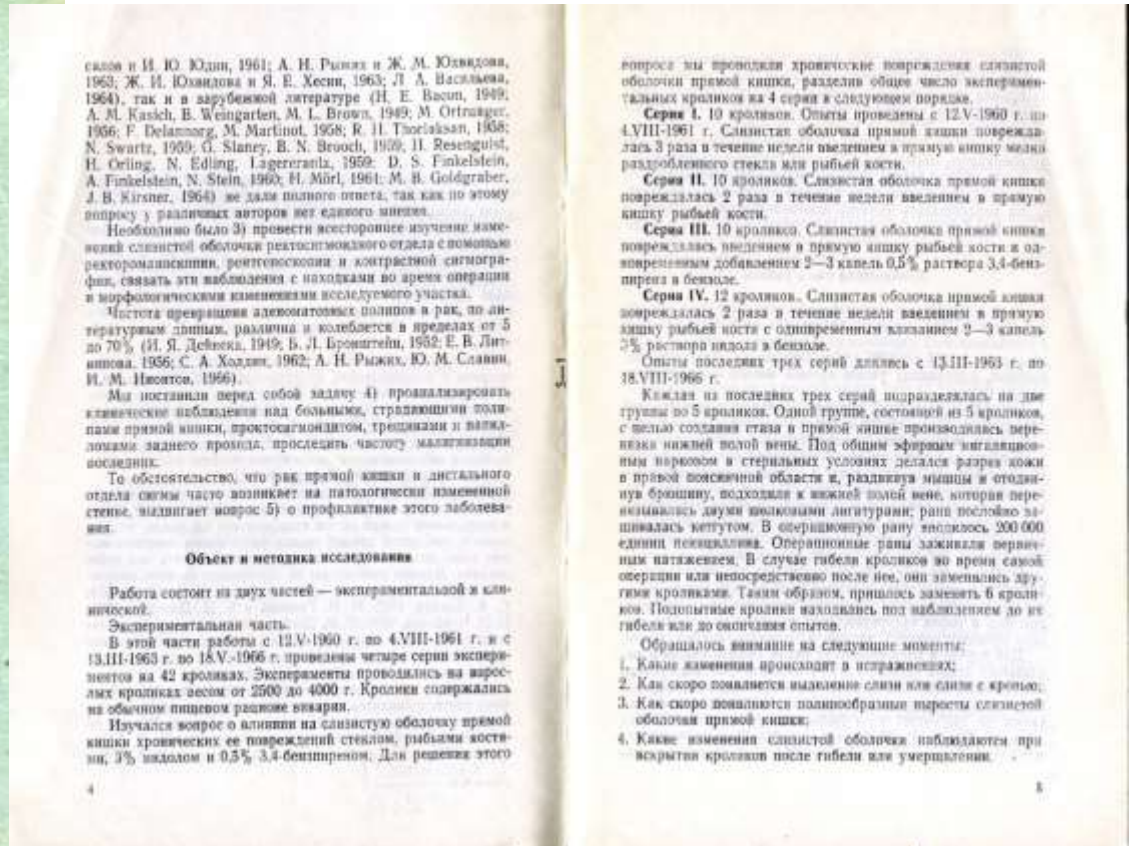 салов и И. Ю. Юдин, 1961; А. Н. Рыжих и Ж. М. Юхвидова,
1963; Ж. И. Юхвидова и Я. Е. Хесин, 1963; Л. А. Васильева,
1964), так и в зарубежной литературе (H. E. Bacon, 1949;
A. M. Kasich, B. Weingarten, M. L. Brown, 1949; M. Ortmayer,
1956; F. Delannorg, M. Martinot, 1958; R. H. Thorlakson, 1958;
N. Swartz, 1959; G. Slaney, B. N. Brooch, 1959; H. Resenguist,
H. Orling, N. Edling, Lagererantz, 1959; D. S. Finkelstein,
A. Finkelstein, N. Stein, 1960; H. Mörl, 1961; M. B. Goldgraber,
J. B. Kirsner, 1964) не дали полного ответа, так как по этому
вопросу у различных авторов нет единого мнения.
Необходимо было 3) провести всестороннее изучение изме-
нений слизистой оболочки ректосигмоидного отдела с помощью
ректороманоскопии, рентгеноскопии и контрастной сигмогра-
фии, связать эти наблюдения с находками во время операции
и морфологическими изменениями исследуемого участка.
Частота превращения аденоматозных полипов в рак, по ли-
тературным данным, различна и колеблется в пределах от 5
до 70% (И. Я. Дейнека, 1949; Б. Л. Бронштейн, 1952; Е. В. Лит-
винова, 1956; С. А. Холдин, 1962; А. Н. Рыжих, Ю. М. Славин,
И. М. Иноятов, 1966).
Мы поставили перед собой задачу 4) проанализировать
клинические наблюдения над больными, страдающими поли-
пами прямой кишки, проктосигмоидитом, трещинами и папил-
ломами заднего прохода, проследить частоту малигнизации
последних.
То обстоятельство, что рак прямой кишки и дистального
отдела сигмы часто возникает на патологически измененной
стенке, выдвигает вопрос 5) о профилактике этого заболева-
ния.
Объект и методика исследования
Работа состоит из двух частей — экспериментальной и кли-
нической.
Экспериментальная часть.
В этой части работы с 12.V-1960 г. по 4.VIII-1961 г. и с
13.III-1963 г. по 18.V.-1966 г. проведены четыре серии экспери-
ментов на 42 кроликах. Эксперименты проводились на взрос-
лых кроликах весом от 2500 до 4000 г. Кролики содержались
на обычном пищевом рационе вивария.
Изучался вопрос о влиянии на слизистую оболочку прямой
кишки хронических ее повреждений стеклом, рыбьими костя-
ми, 3% индолом и 0,5% 3,4-бензпиреном. Для решения этого
4
вопроса мы проводили хронические повреждения слизистой
оболочки прямой кишки, разделив общее число эксперимен-
тальных кроликов на 4 серии в следующем порядке.
Серия I. 10 кроликов. Опыты проведены с 12.V-1960 г. по
4.VIII-1961 г. Слизистая оболочка прямой кишки поврежда-
лась 3 раза в течение недели введением в прямую кишку мелко
раздробленного стекла или рыбьей кости.
Серия II. 10 кроликов. Слизистая оболочка прямой кишки
повреждалась 2 раза в течение недели введением в прямую
кишку рыбьей кости.
Серия III. 10 кроликов. Слизистая оболочка прямой кишки
повреждалась введением в прямую кишку рыбьей кости и од-
новременным добавлением 2—3 капель 0,5% раствора 3,4-бенз-
пирена в бензоле.
Серия IV. 12 кроликов. Слизистая оболочка прямой кишки
повреждалась 2 раза в течение недели введением в прямую
кишку рыбьей кости с одновременным вливанием 2—3 капель
3% раствора индола в бензоле.
Опыты последних трех серий длились с 13.III-1963 г. по
18.VIII-1966 г.
Каждая из последних трех серий подразделялась на две
группы по 5 кроликов. Одной группе, состоящей из 5 кроликов,
с целью создания стаза в прямой кишке производилась пере-
вязка нижней полой вены. Под общим эфирным ингаляцион-
ным наркозом в стерильных условиях делался разрез кожи
в правой поясничной области и, раздвинув мышцы и отодви-
нув брюшину, подходили к нижней полой вене, которая пере-
вязывалась двумя шелковыми лигатурами; рана послойно за-
шивалась кетгутом. В операционную рану вводилось 200 000
единиц пенициллина. Операционные раны заживали первич-
ным натяжением. В случае гибели кроликов во время самой
операции или непосредственно после нее, они заменялись дру-
гими кроликами. Таким образом, пришлось заменить 6 кроли-
ков. Подопытные кролики находились под наблюдением до их
гибели или до окончания опытов.
Обращалось внимание на следующие моменты:
1. Какие изменения происходят в испражнениях;
2. Как скоро появляется выделение слизи или слизи с кровью;
3. Как скоро появляются полипообразные выросты слизистой
оболочки прямой кишки;
4. Какие изменения слизистой оболочки наблюдаются при
вскрытии кроликов после гибели или умерщвлении.
5